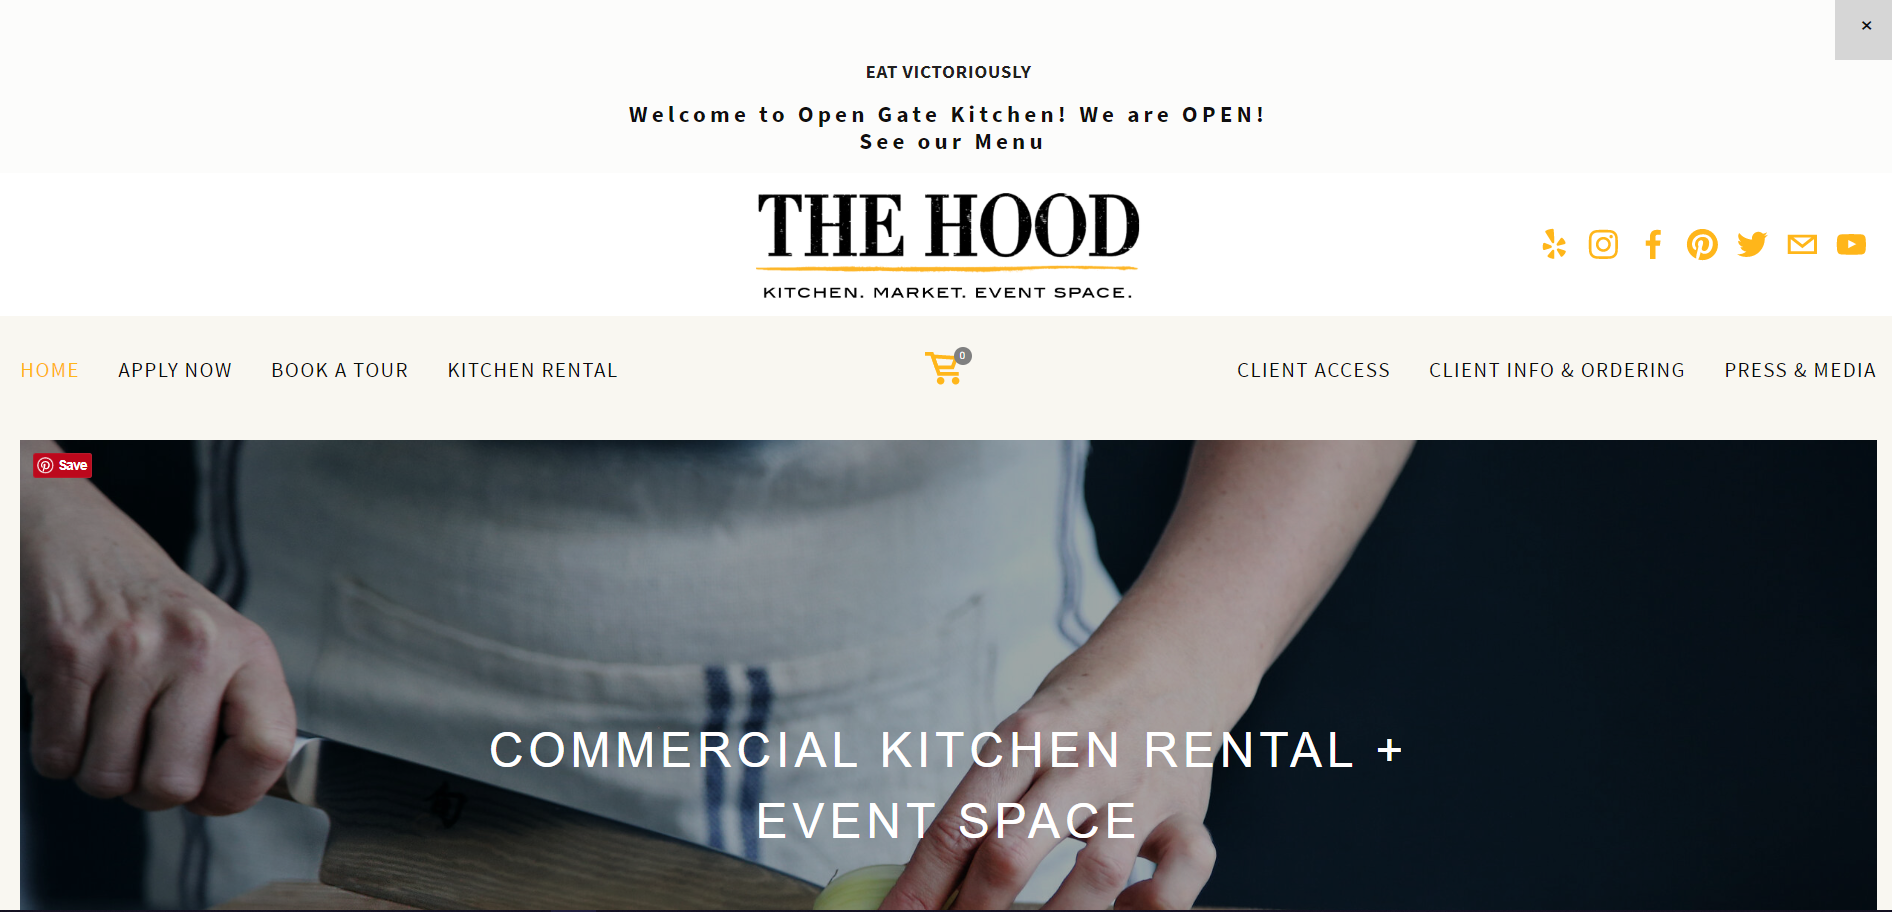 ×
EAT VICTORIOUSLY
Welcome to Open Gate Kitchen! We are OPEN!
See our Menu
THE HOOD
KITCHEN. MARKET. EVENT SPACE.
HOME APPLY NOW BOOK A TOUR KITCHEN RENTAL 0 CLIENT ACCESS CLIENT INFO & ORDERING PRESS & MEDIA
Save
COMMERCIAL KITCHEN RENTAL +
EVENT SPACE